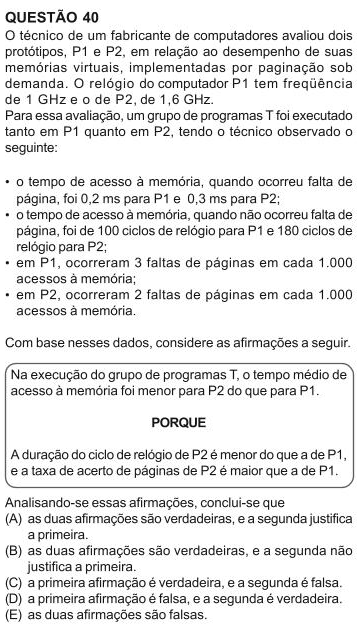 QUESTÃO 40
O técnico de um fabricante de computadores avaliou dois
protótipos, P1 e P2, em relação ao desempenho de suas
memórias virtuais, implementadas por paginação sob
demanda. O relógio do computador P1 tem freqüência
de 1 GHz e o de P2, de 1,6 GHz.
Para essa avaliação, um grupo de programas T foi executado
tanto em P1 quanto em P2, tendo o técnico observado o
seguinte:
• o tempo de acesso à memória, quando ocorreu falta de
página, foi 0,2 ms para P1 e 0,3 ms para P2;
• o tempo de acesso à memória, quando não ocorreu falta de
página, foi de 100 ciclos de relógio para P1 e 180 ciclos de
relógio para P2;
• em P1, ocorreram 3 faltas de páginas em cada 1.000
acessos à memória;
• em P2, ocorreram 2 faltas de páginas em cada 1.000
acessos à memória.
Com base nesses dados, considere as afirmações a seguir.
Na execução do grupo de programas T, o tempo médio de
acesso à memória foi menor para P2 do que para P1.
PORQUE
A duração do ciclo de relógio de P2 é menor do que a de P1,
e a taxa de acerto de páginas de P2 é maior que a de P1.
Analisando-se essas afirmações, conclui-se que
(A) as duas afirmações são verdadeiras, e a segunda justifica
a primeira.
(B) as duas afirmações são verdadeiras, e a segunda não
justifica a primeira.
(C) a primeira afirmação é verdadeira, e a segunda é falsa.
(D) a primeira afirmação é falsa, e a segunda é verdadeira.
(E) as duas afirmações são falsas.